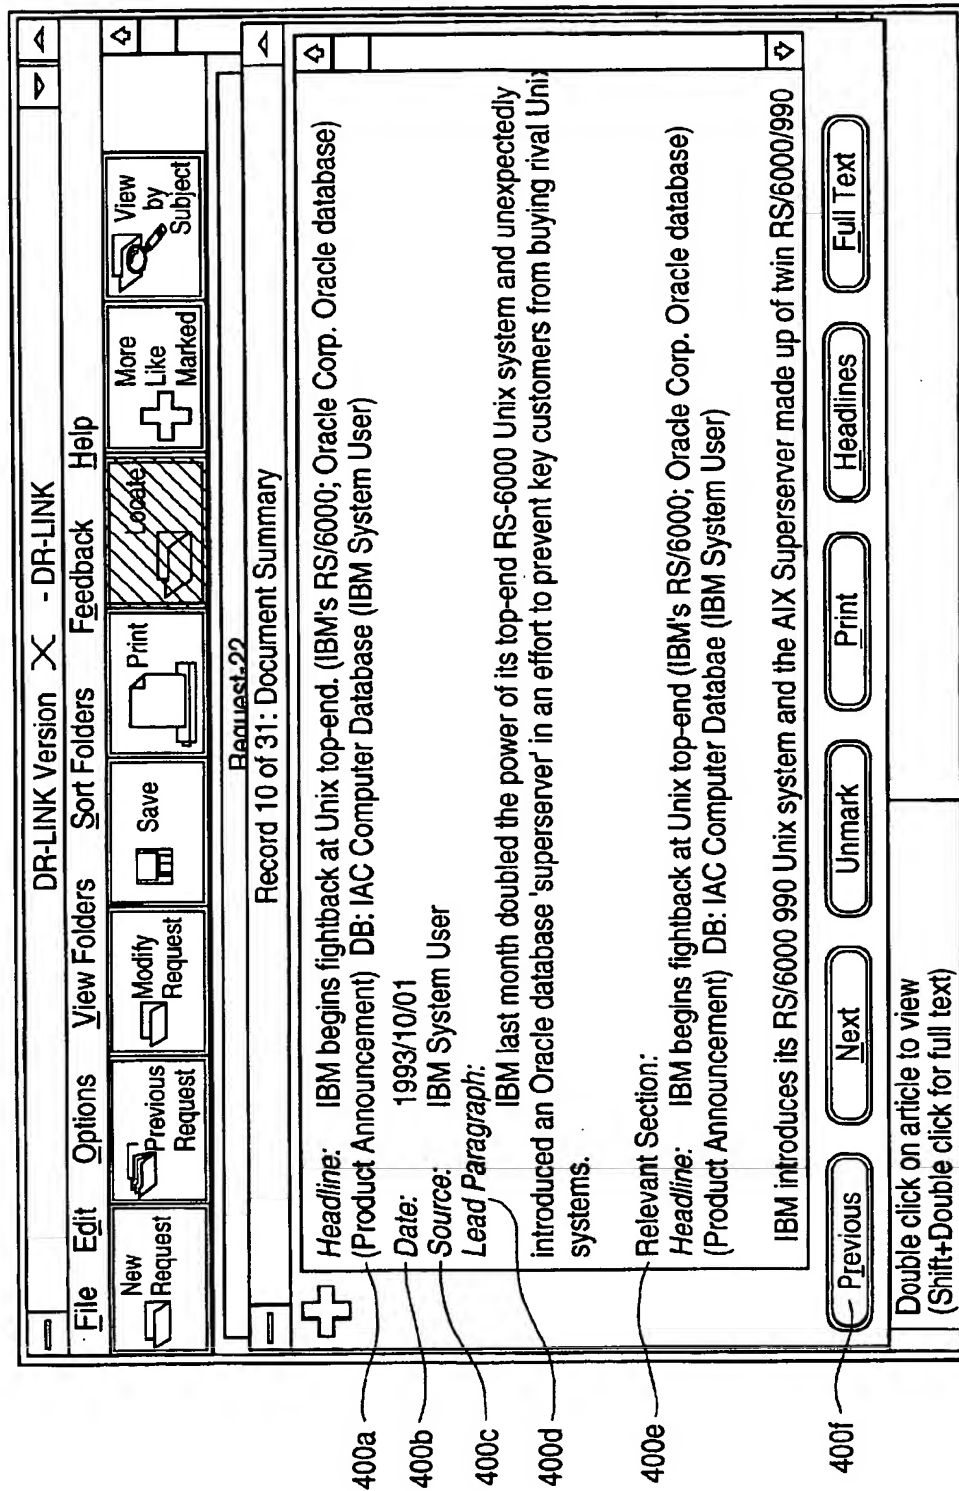 DR-LINK Version X - DR-LINK
File Edit Options View Folders Sort Folders Feedback Help
New Request
Previous Request
Modify Request
Save
Print
Locate
More Like Marked
View by Subject
Request-22
Record 10 of 31: Document Summary
400a
Headline: IBM begins fightback at Unix top-end. (IBM's RS/6000; Oracle Corp. Oracle database)
(Product Announcement) DB: IAC Computer Database (IBM System User)
400b
Date: 1993/10/01
400c
Source: IBM System User
400d
Lead Paragraph:
IBM last month doubled the power of its top-end RS-6000 Unix system and unexpectedly
introduced an Oracle database 'superserver' in an effort to prevent key customers from buying rival Unix
systems.
400e
Relevant Section:
Headline: IBM begins fightback at Unix top-end (IBM's RS/6000; Oracle Corp. Oracle database)
(Product Announcement) DB: IAC Computer Databae (IBM System User)
IBM introduces its RS/6000 990 Unix system and the AIX Superserver made up of twin RS/6000/990
400f
Previous Next Unmark Print Headlines Full Text
Double click on article to view
(Shift+Double click for full text)